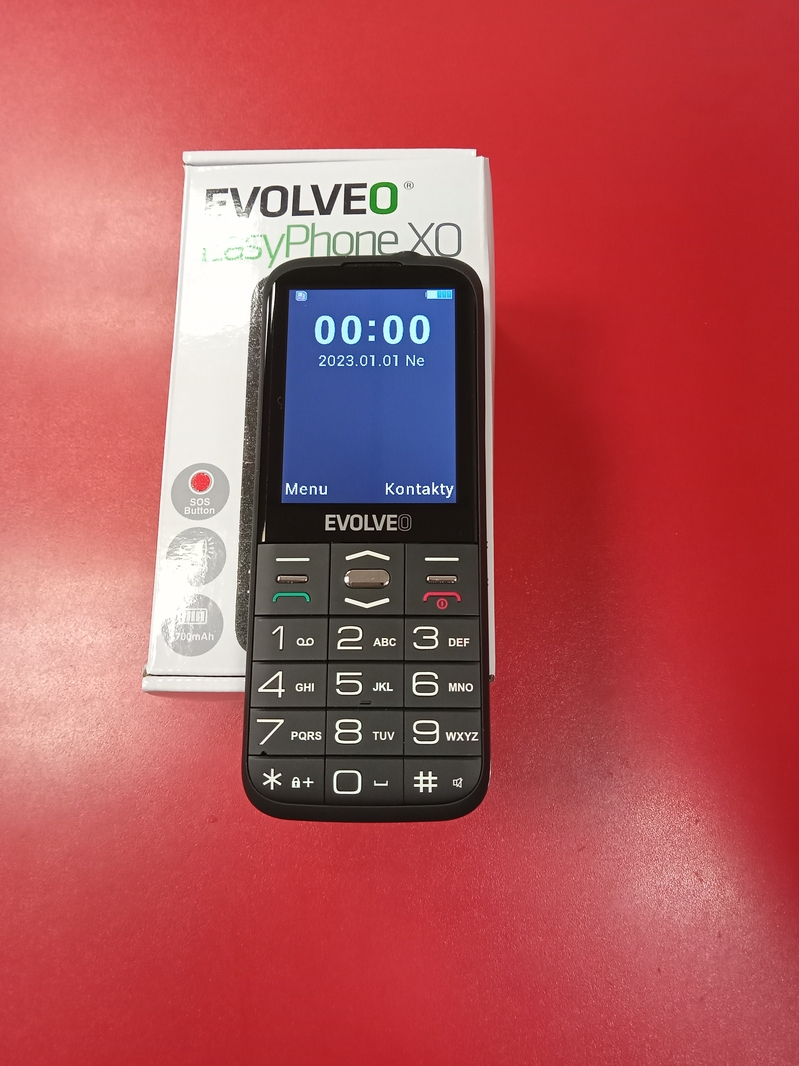 EVOLVEO®
EasyPhone XO
SOS
Button
00:00
2023.01.01 Ne
Menu Kontakty
EVOLVEO
1
2 ABC
3 DEF
4 GHI
5 JKL
6 MNO
7 PQRS
8 TUV
9 WXYZ
* +
0
#